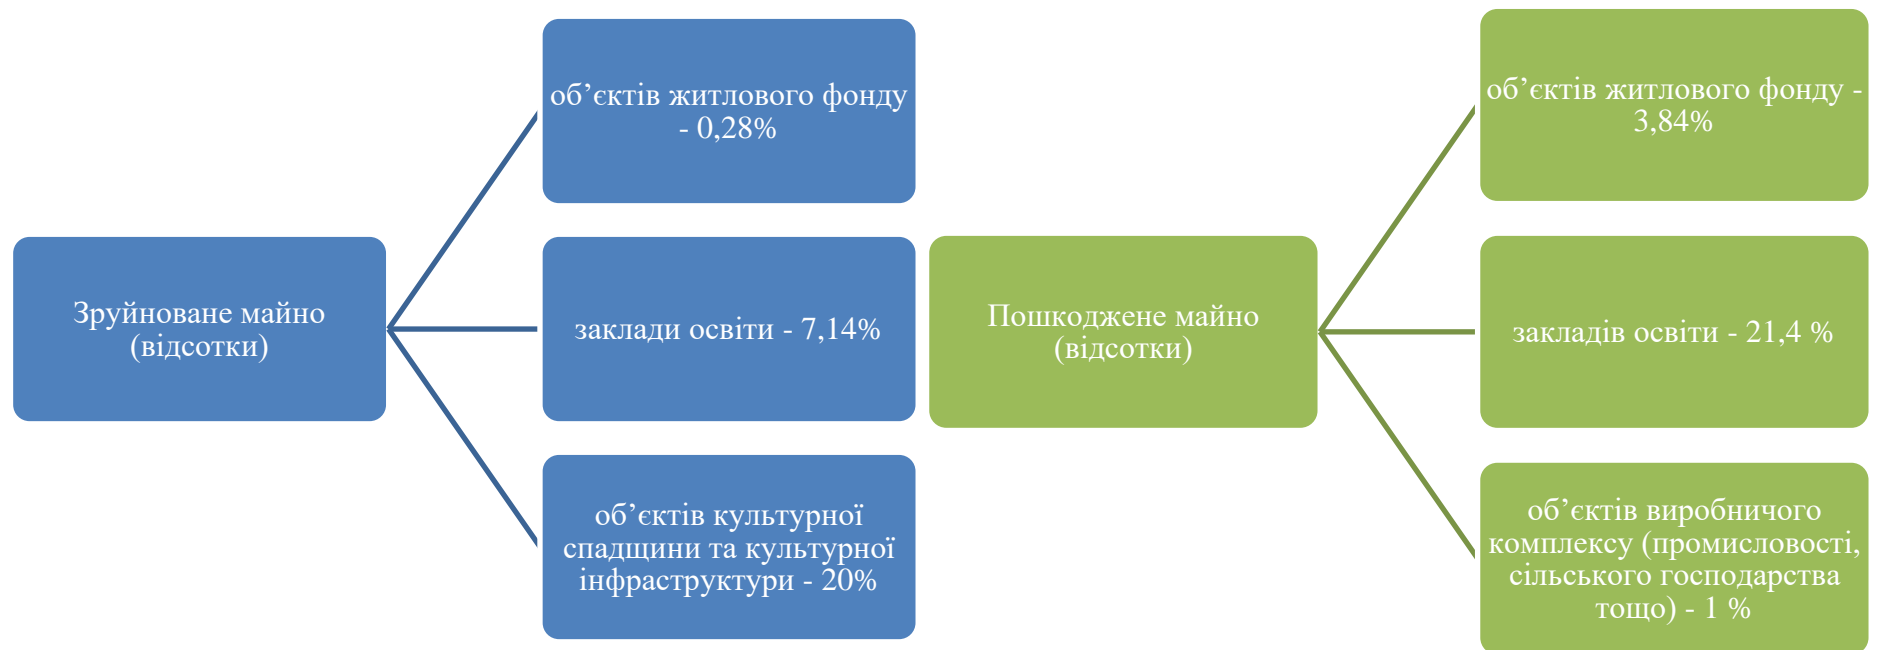 Зруйноване майно
(відсотки)
об’єктів житлового фонду
- 0,28%
заклади освіти - 7,14%
об’єктів культурної
спадщини та культурної
інфраструктури - 20%
Пошкоджене майно
(відсотки)
об’єктів житлового фонду -
3,84%
закладів освіти - 21,4 %
об’єктів виробничого
комплексу (промисловості,
сільського господарства
тощо) - 1 %